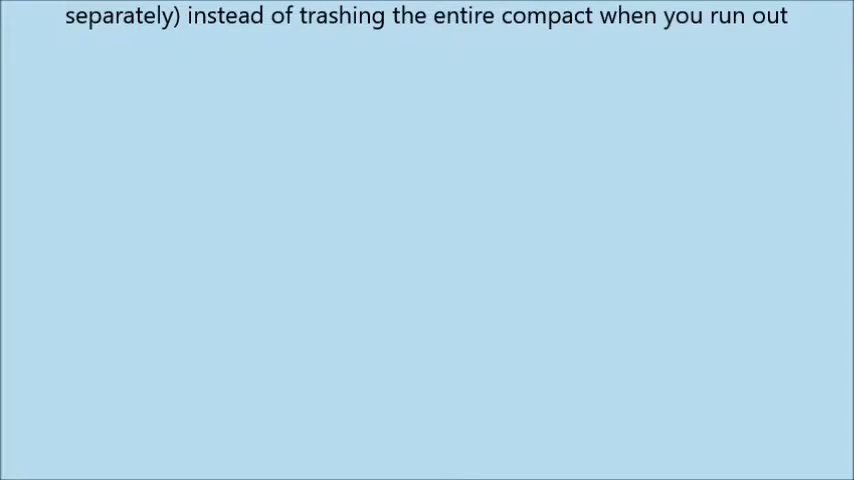 separately) instead of trashing the entire compact when you run out